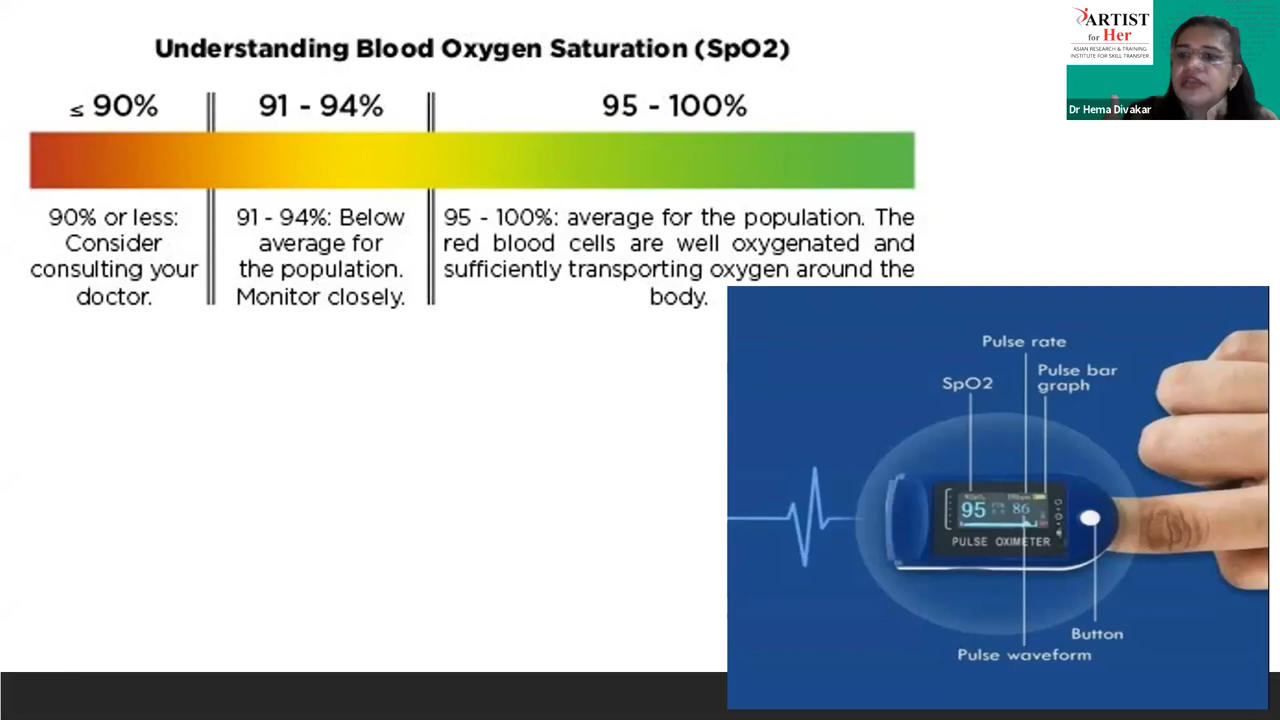 Understanding Blood Oxygen Saturation (SpO2)
≤ 90%
91 - 94%
95 - 100%
90% or less:
Consider
consulting your
doctor.
91 - 94%: Below
average for
the population.
Monitor closely.
95 - 100%: average for the population. The
red blood cells are well oxygenated and
sufficiently transporting oxygen around the
body.
ARTIST
for Her
ASIAN RESEARCH & TRAINING
INSTITUTE FOR SKILL TRANSFER
Dr Hema Divakar
Pulse rate
Pulse bar
graph
SpO2
95
86
PULSE OXIMETER
Button
Pulse waveform